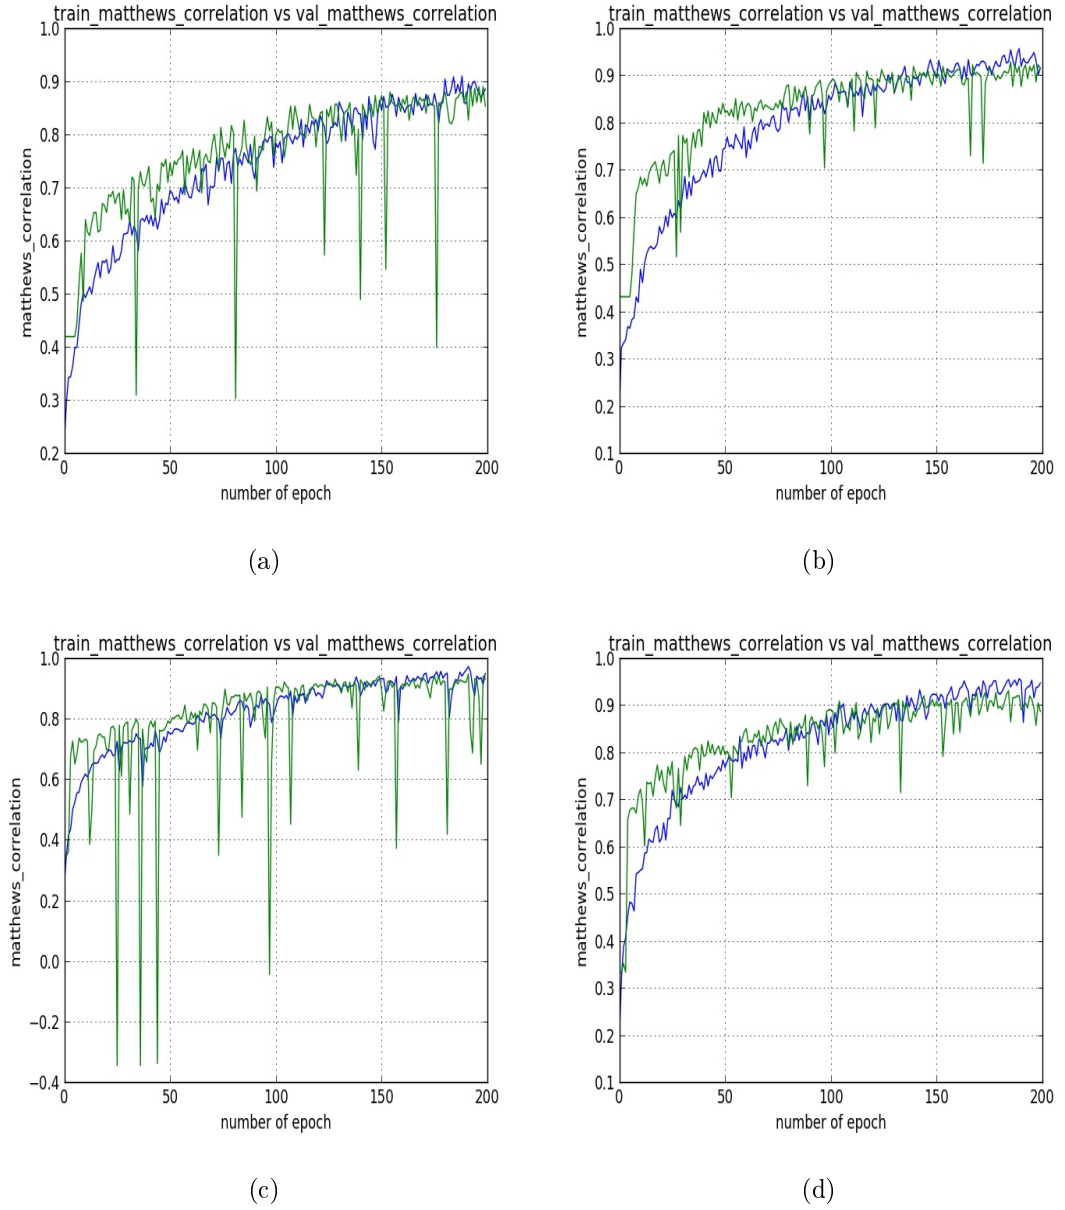 train_matthews_correlation vs val_matthews_correlation
1.0
0.9
0.8
0.7
0.6
0.5
0.4
0.3
0.2
matthews_correlation
0 50 100 150 200
number of epoch
(a)
train_matthews_correlation vs val_matthews_correlation
1.0
0.9
0.8
0.7
0.6
0.5
0.4
0.3
0.2
0.1
matthews_correlation
0 50 100 150 200
number of epoch
(b)
train_matthews_correlation vs val_matthews_correlation
1.0
0.8
0.6
0.4
0.2
0.0
−0.2
−0.4
matthews_correlation
0 50 100 150 200
number of epoch
(c)
train_matthews_correlation vs val_matthews_correlation
1.0
0.9
0.8
0.7
0.6
0.5
0.4
0.3
0.2
0.1
matthews_correlation
0 50 100 150 200
number of epoch
(d)